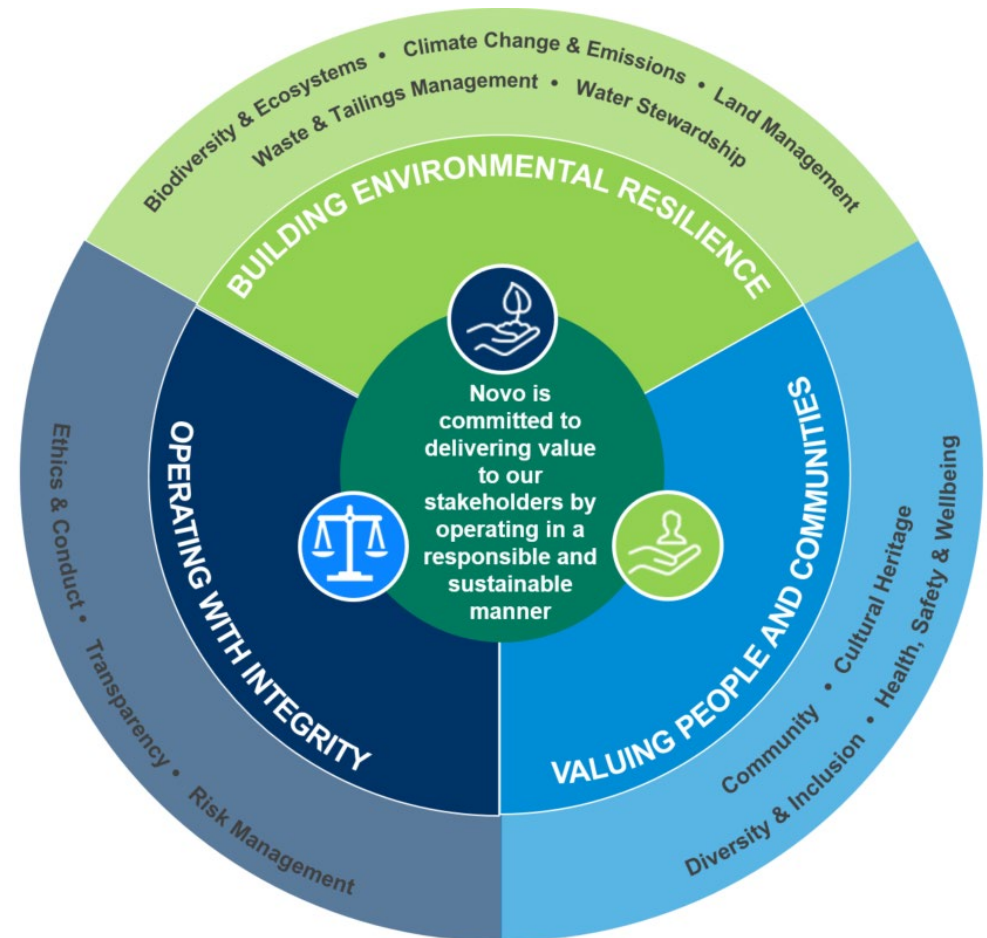 Biodiversity & Ecosystems • Climate Change & Emissions • Land Management
Waste & Tailings Management • Water Stewardship
BUILDING ENVIRONMENTAL RESILIENCE
Novo is
committed to
delivering value
to our
stakeholders by
operating in a
responsible and
sustainable
manner
OPERATING WITH INTEGRITY
Ethics & Conduct • Transparency • Risk Management
VALUING PEOPLE AND COMMUNITIES
Community • Cultural Heritage
Diversity & Inclusion • Health, Safety & Wellbeing